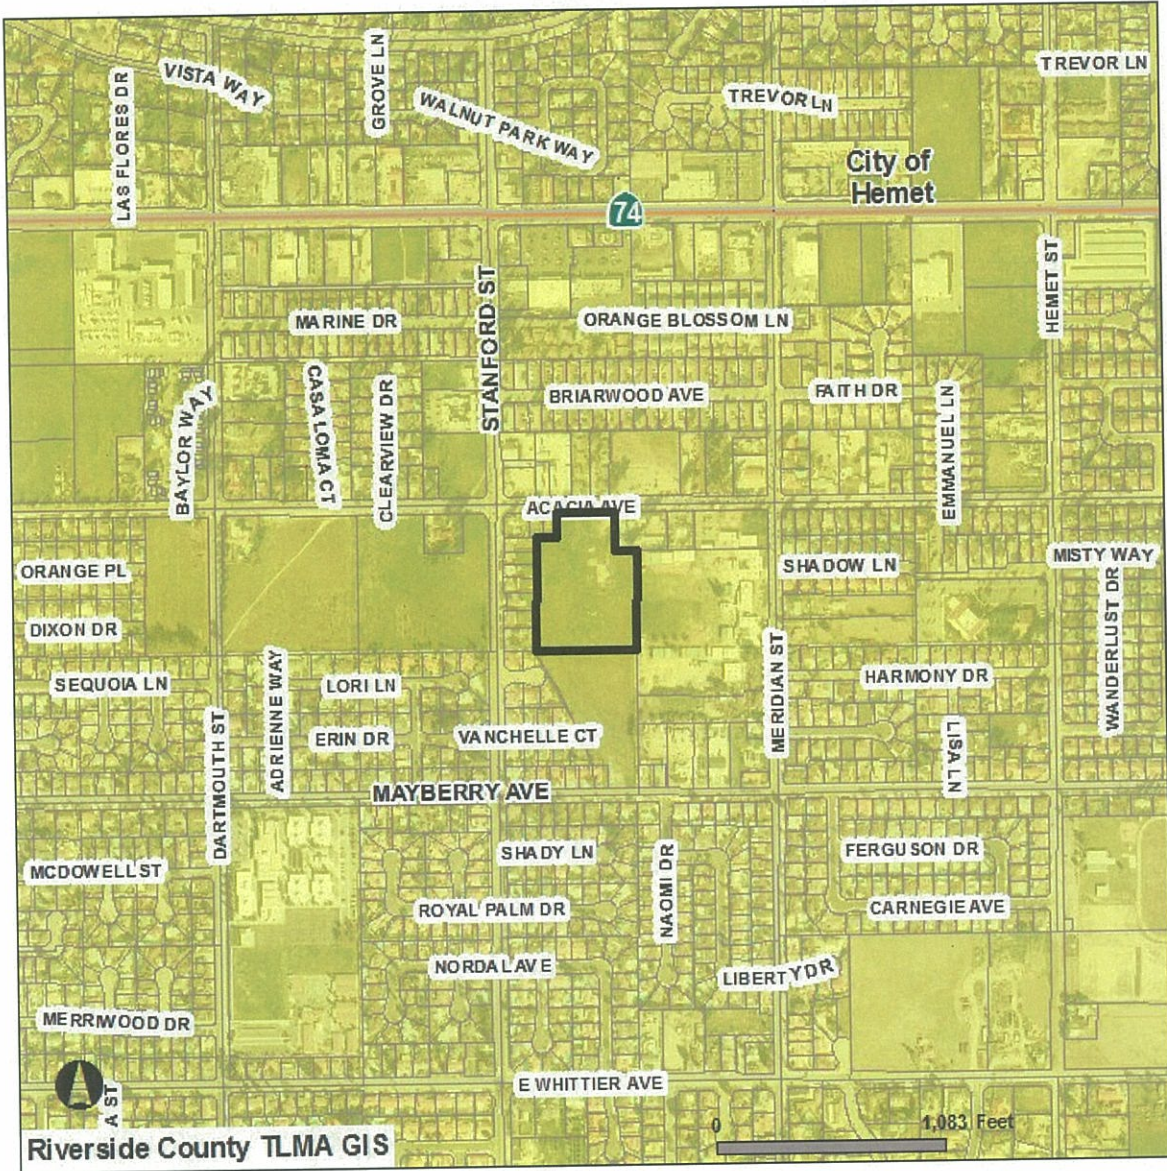 TREVOR LN
GROVE LN
VISTA WAY
LAS FLORES DR
WALNUT PARK WAY
TREVOR LN
City of
Hemet
74
STANFORD ST
HEMET ST
MARINE DR
ORANGE BLOSSOM LN
CASA LOMA CT
CLEARVIEW DR
BAYLOR WAY
BRIARWOOD AVE
FAITH DR
EMMANUEL LN
ACACIA AVE
ORANGE PL
SHADOW LN
MISTY WAY
WANDERLUST DR
DIXON DR
SEQUOIA LN
ADRIENNE WAY
LORI LN
MERIDIAN ST
HARMONY DR
DARTMOUTH ST
ERIN DR
VANCHELLE CT
LISA LN
MAYBERRY AVE
MCDOWELL ST
SHADY LN
NAOMI DR
FERGUSON DR
ROYAL PALM DR
CARNEGIE AVE
NORDAL AVE
LIBERTY DR
MERRIWOOD DR
A ST
E WHITTIER AVE
0 1,083 Feet
Riverside County TLMA GIS